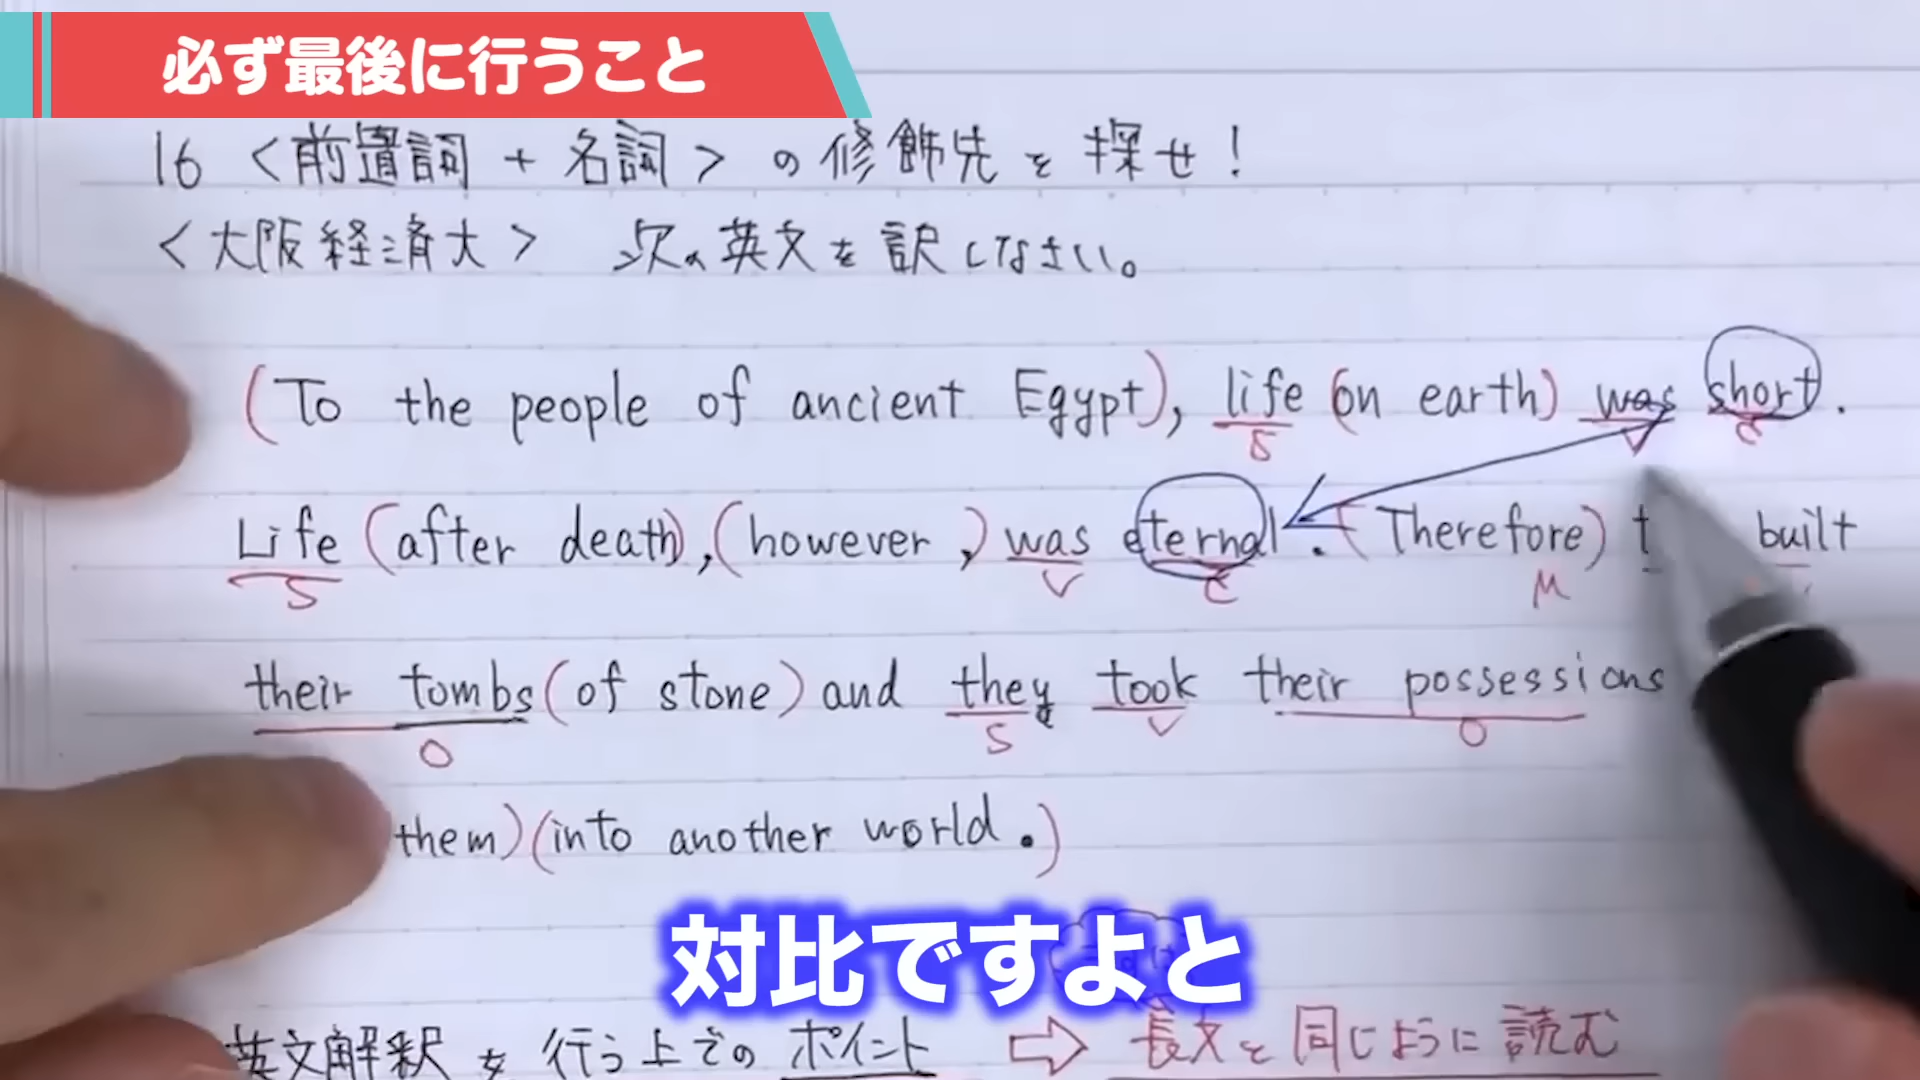 必ず最後に行うこと
16 <前置詞 + 名詞> の修飾先を探せ!
<大阪経済大> 次の英文を訳しなさい。
(To the people of ancient Egypt), life (on earth) was short.
S V C
Life (after death), (however,) was eternal. (Therefore) built
S V C M
their tombs (of stone) and they took their possessions
O S V O
them) (into another world.)
対比ですよと
英文解釈を行う上でのポイント ⇨ 長文と同じように読む